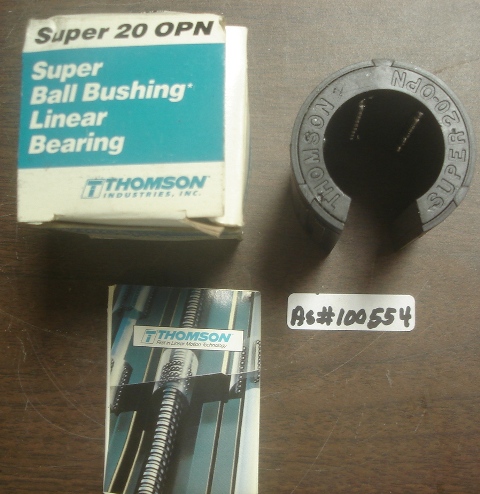 Super 20 OPN
Super
Ball Bushing*
Linear
Bearing
THOMSON
INDUSTRIES, INC.
THOMSON
SUPER 20-OPN
THOMSON
As#100554